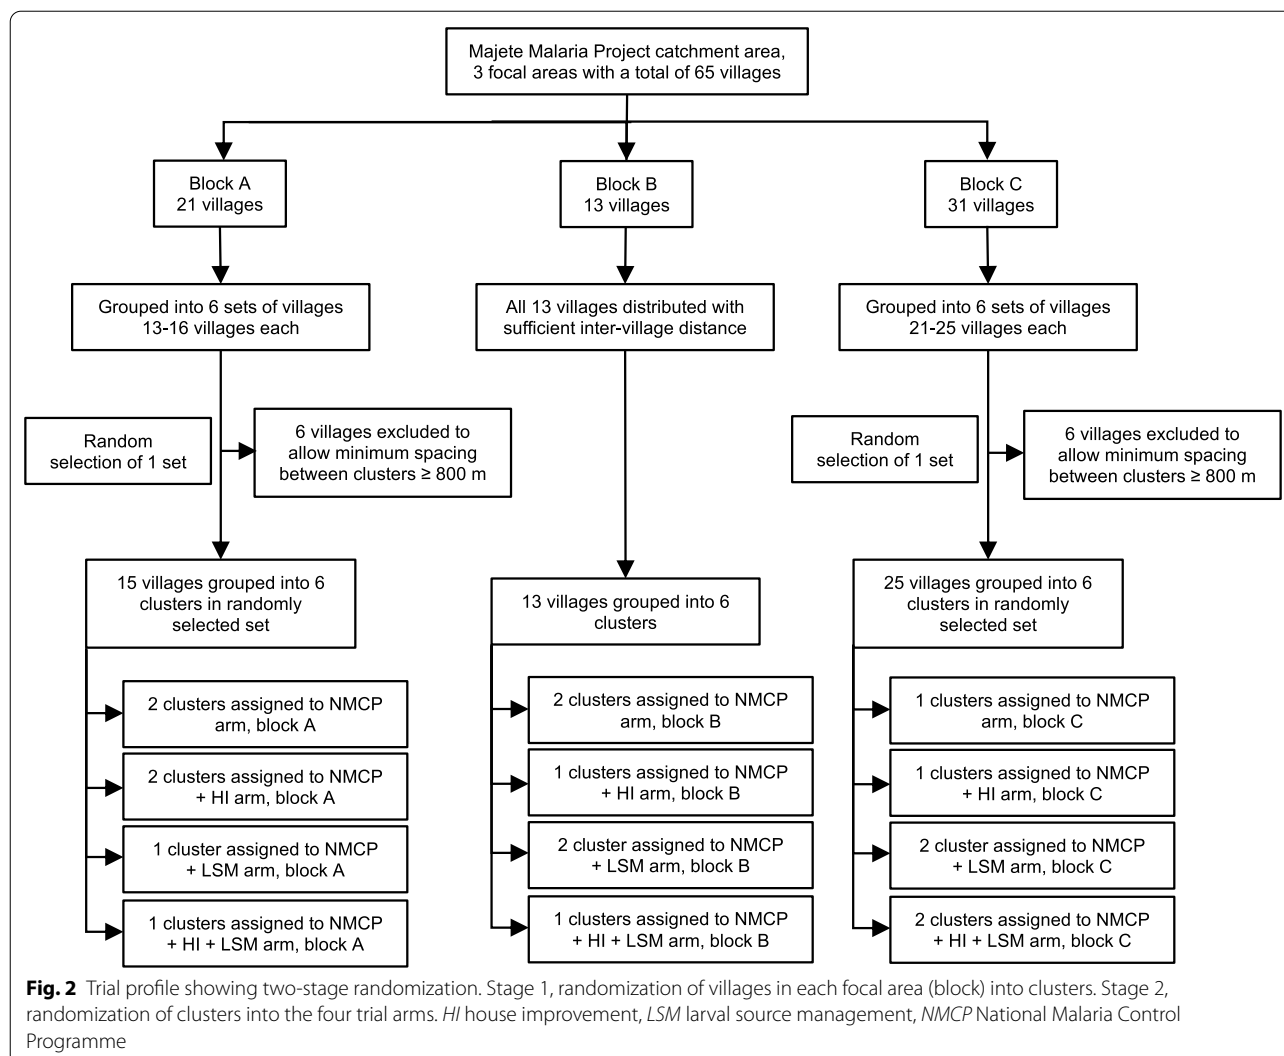 Majete Malaria Project catchment area,
3 focal areas with a total of 65 villages
Block A
21 villages
Block B
13 villages
Block C
31 villages
Grouped into 6 sets of villages
13-16 villages each
All 13 villages distributed with
sufficient inter-village distance
Grouped into 6 sets of villages
21-25 villages each
Random
selection of 1 set
6 villages excluded to
allow minimum spacing
between clusters ≥ 800 m
Random
selection of 1 set
6 villages excluded to
allow minimum spacing
between clusters ≥ 800 m
15 villages grouped into 6
clusters in randomly
selected set
13 villages grouped into 6
clusters
25 villages grouped into 6
clusters in randomly
selected set
2 clusters assigned to NMCP
arm, block A
2 clusters assigned to NMCP
+ HI arm, block A
1 cluster assigned to NMCP
+ LSM arm, block A
1 clusters assigned to NMCP
+ HI + LSM arm, block A
2 clusters assigned to NMCP
arm, block B
1 clusters assigned to NMCP
+ HI arm, block B
2 cluster assigned to NMCP
+ LSM arm, block B
1 clusters assigned to NMCP
+ HI + LSM arm, block B
1 clusters assigned to NMCP
arm, block C
1 clusters assigned to NMCP
+ HI arm, block C
2 cluster assigned to NMCP
+ LSM arm, block C
2 clusters assigned to NMCP
+ HI + LSM arm, block C
Fig. 2 Trial profile showing two-stage randomization. Stage 1, randomization of villages in each focal area (block) into clusters. Stage 2,
randomization of clusters into the four trial arms. HI house improvement, LSM larval source management, NMCP National Malaria Control
Programme